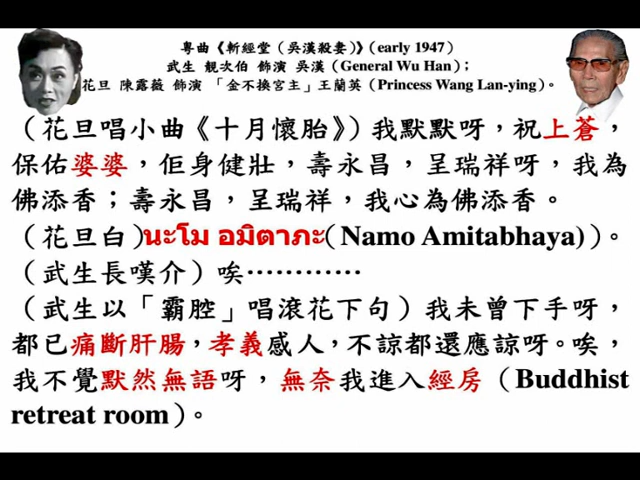 粵曲《斬經堂（吳漢殺妻）》（early 1947）
武生 靚次伯 飾演 吳漢（General Wu Han）；
花旦 陳露薇 飾演 「金不換宮主」王蘭英（Princess Wang Lan-ying）。
（花旦唱小曲《十月懷胎》）我默默呀，祝上蒼，
保佑婆婆，佢身健壯，壽永昌，呈瑞祥呀，我為
佛添香；壽永昌，呈瑞祥，我心為佛添香。
（花旦白）นะโม อมิตาภะ（Namo Amitabhaya)）。
（武生長嘆介）唉⋯⋯⋯⋯
（武生以「霸腔」唱滾花下句）我未曾下手呀，
都已痛斷肝腸，孝義感人，不諒都還應諒呀。唉，
我不覺默然無語呀，無奈我進入經房（Buddhist
retreat room）。